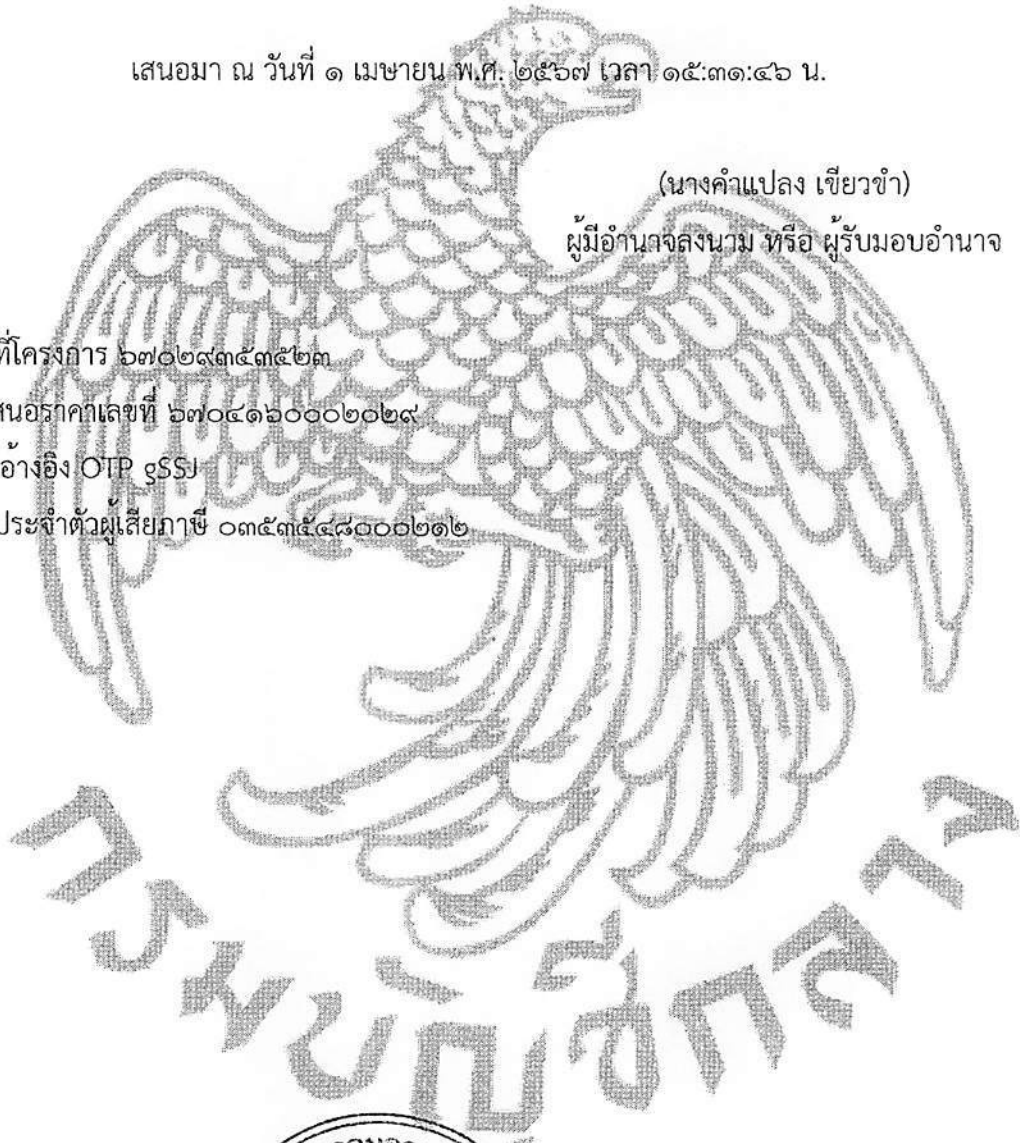 เสนอมา ณ วันที่ ๑ เมษายน พ.ศ. ๒๕๖๗ เวลา ๑๕:๓๑:๔๖ น.
(นางคำแปลง เขียวขำ)
ผู้มีอำนาจลงนาม หรือ ผู้รับมอบอำนาจ
ที่โครงการ ๖๗๐๒๙๓๕๓๕๒๓
สนอราคาเลขที่ ๖๗๐๔๑๖๐๐๐๒๐๒๙
อ้างอิง OTP gSSJ
ประจำตัวผู้เสียภาษี ๐๓๕๓๕๔๘๐๐๐๒๑๒
กรมบัญชีกลาง